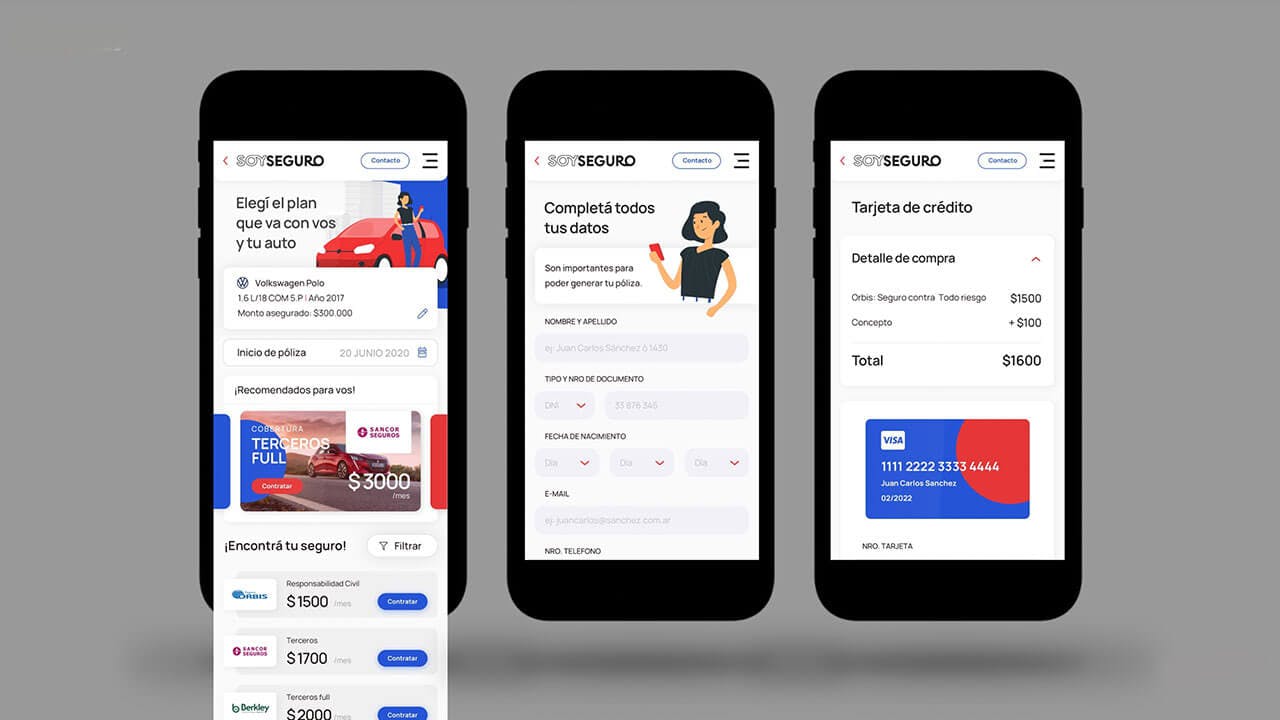 SOYSEGURO
Contacto
Elegí el plan
que va con vos
y tu auto
Volkswagen Polo
1.6 L/18 COM 5.P | Año 2017
Monto asegurado: $300.000
Inicio de póliza
20 JUNIO 2020
¡Recomendados para vos!
COBERTURA
TERCEROS
FULL
SANCOR
SEGUROS
Contratar
$3000
/mes
¡Encontrá tu seguro!
Filtrar
ORBIS
Responsabilidad Civil
$1500 /mes
Contratar
SANCOR
SEGUROS
Terceros
$1700 /mes
Contratar
Berkley
Terceros full
$2000 /mes
Contratar
SOYSEGURO
Contacto
Completá todos
tus datos
Son importantes para
poder generar tu póliza.
NOMBRE Y APELLIDO
ej: Juan Carlos Sánchez ó 1430
TIPO Y NRO DE DOCUMENTO
DNI
33 876 346
FECHA DE NACIMIENTO
Día
Día
Día
E-MAIL
ej: juancarlos@sanchez.com.ar
NRO. TELEFONO
SOYSEGURO
Contacto
Tarjeta de crédito
Detalle de compra
Orbis: Seguro contra Todo riesgo $1500
Concepto + $100
Total $1600
VISA
1111 2222 3333 4444
Juan Carlos Sanchez
02/2022
NRO. TARJETA